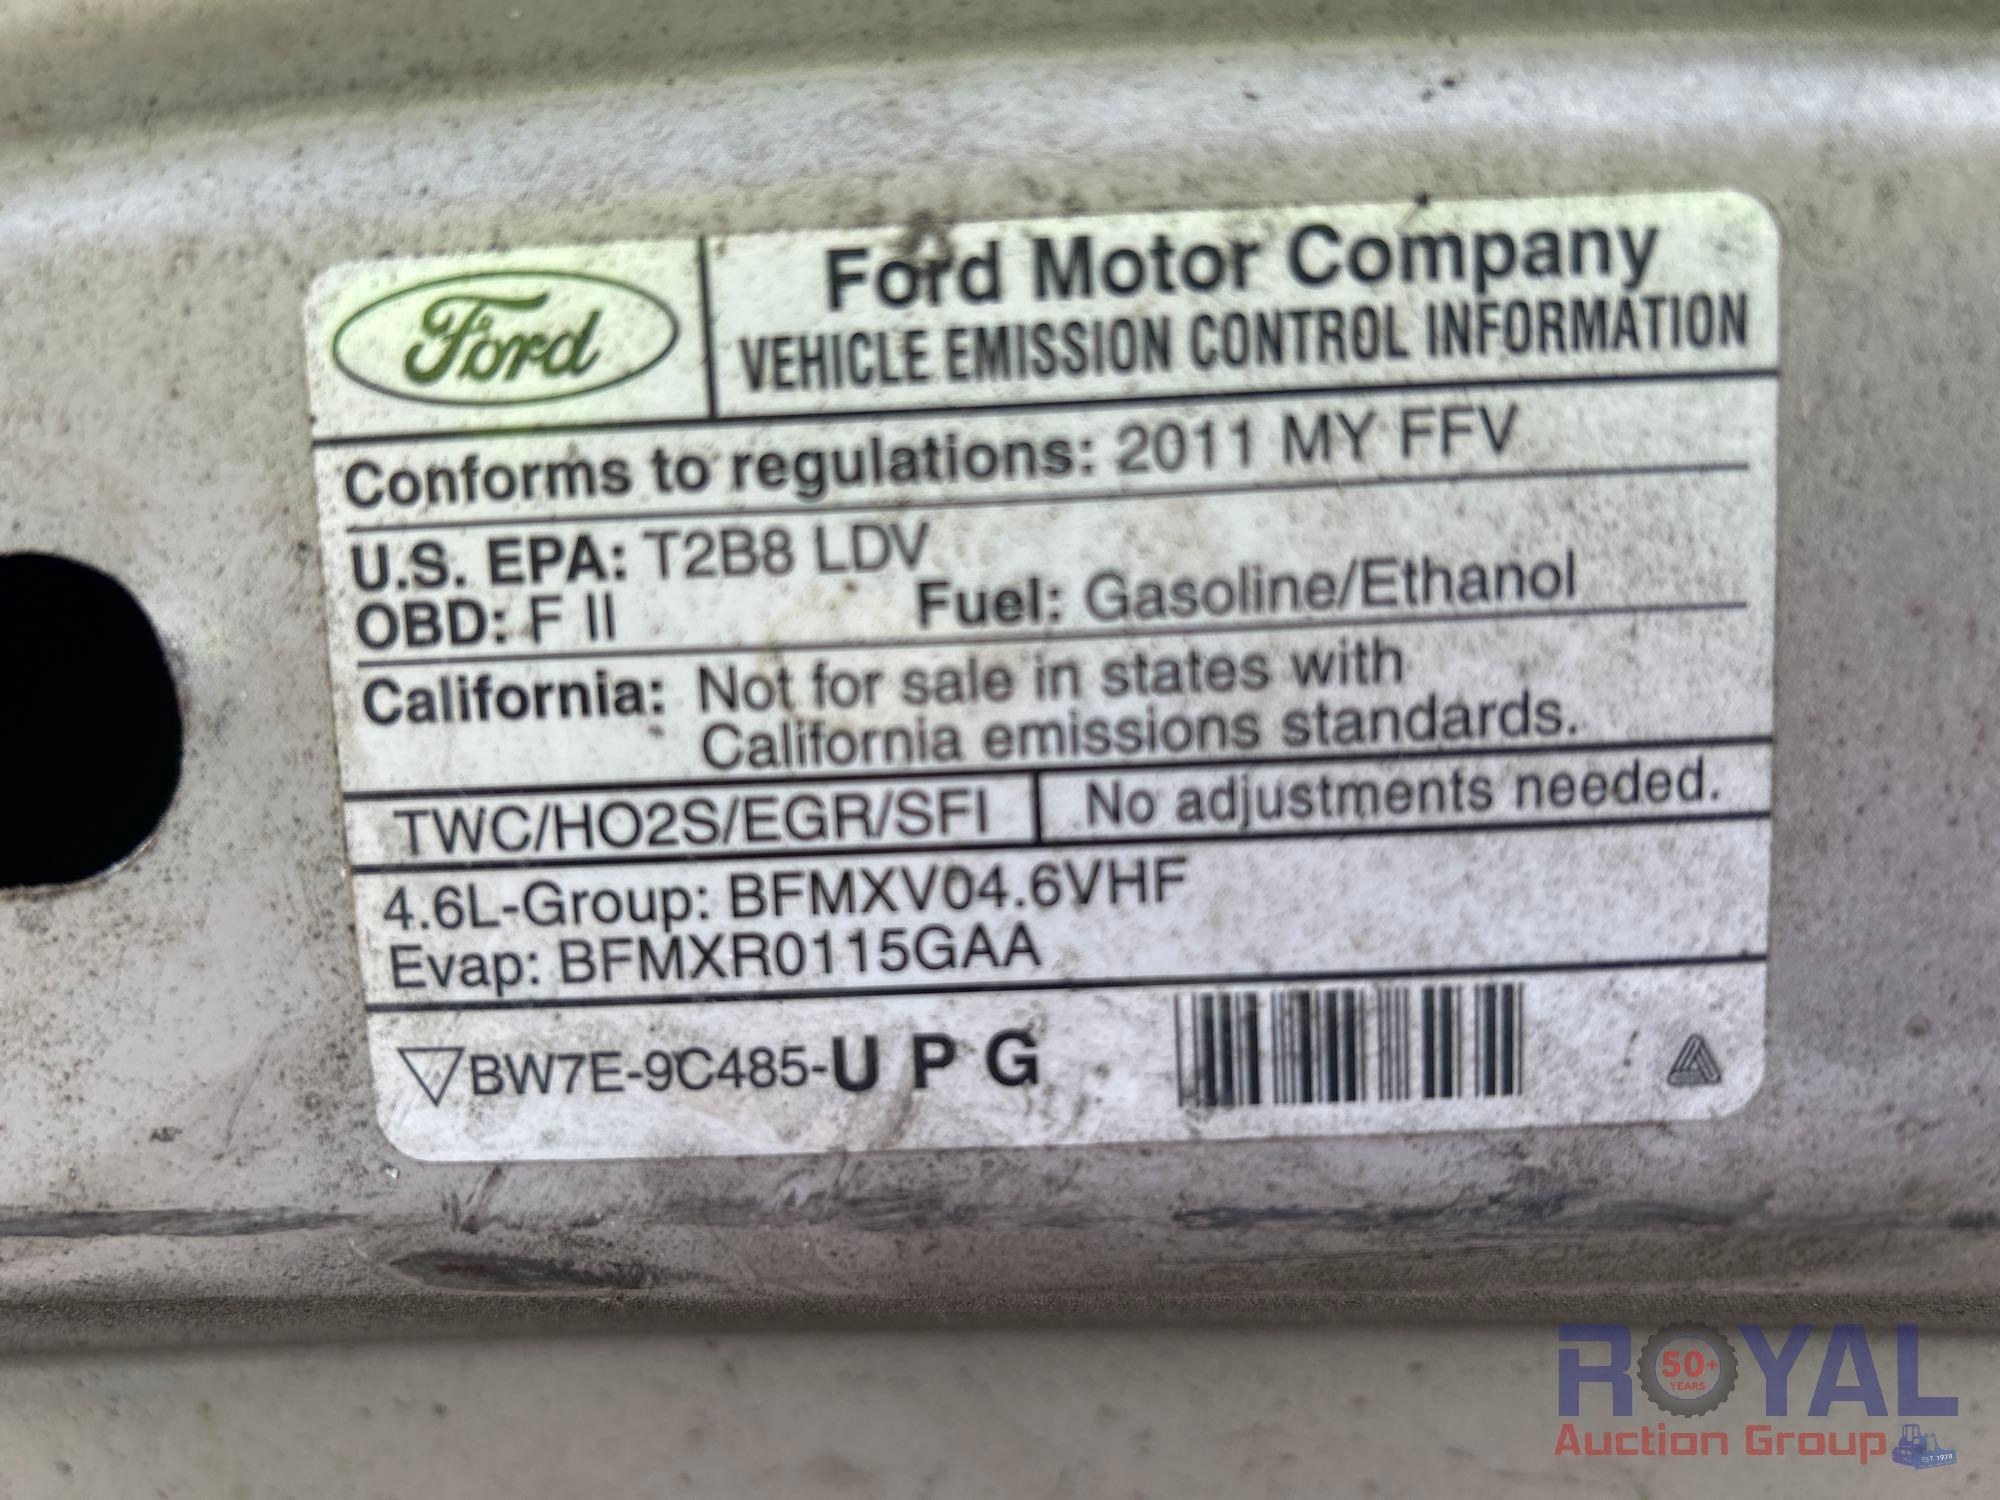 Ford
Ford Motor Company
VEHICLE EMISSION CONTROL INFORMATION
Conforms to regulations: 2011 MY FFV
U.S. EPA: T2B8 LDV
OBD: F II Fuel: Gasoline/Ethanol
California: Not for sale in states with
California emissions standards.
TWC/HO2S/EGR/SFI No adjustments needed.
4.6L-Group: BFMXV04.6VHF
Evap: BFMXR0115GAA
BW7E-9C485-U P G
ROYAL
50+
YEARS
Auction Group
EST. 1970